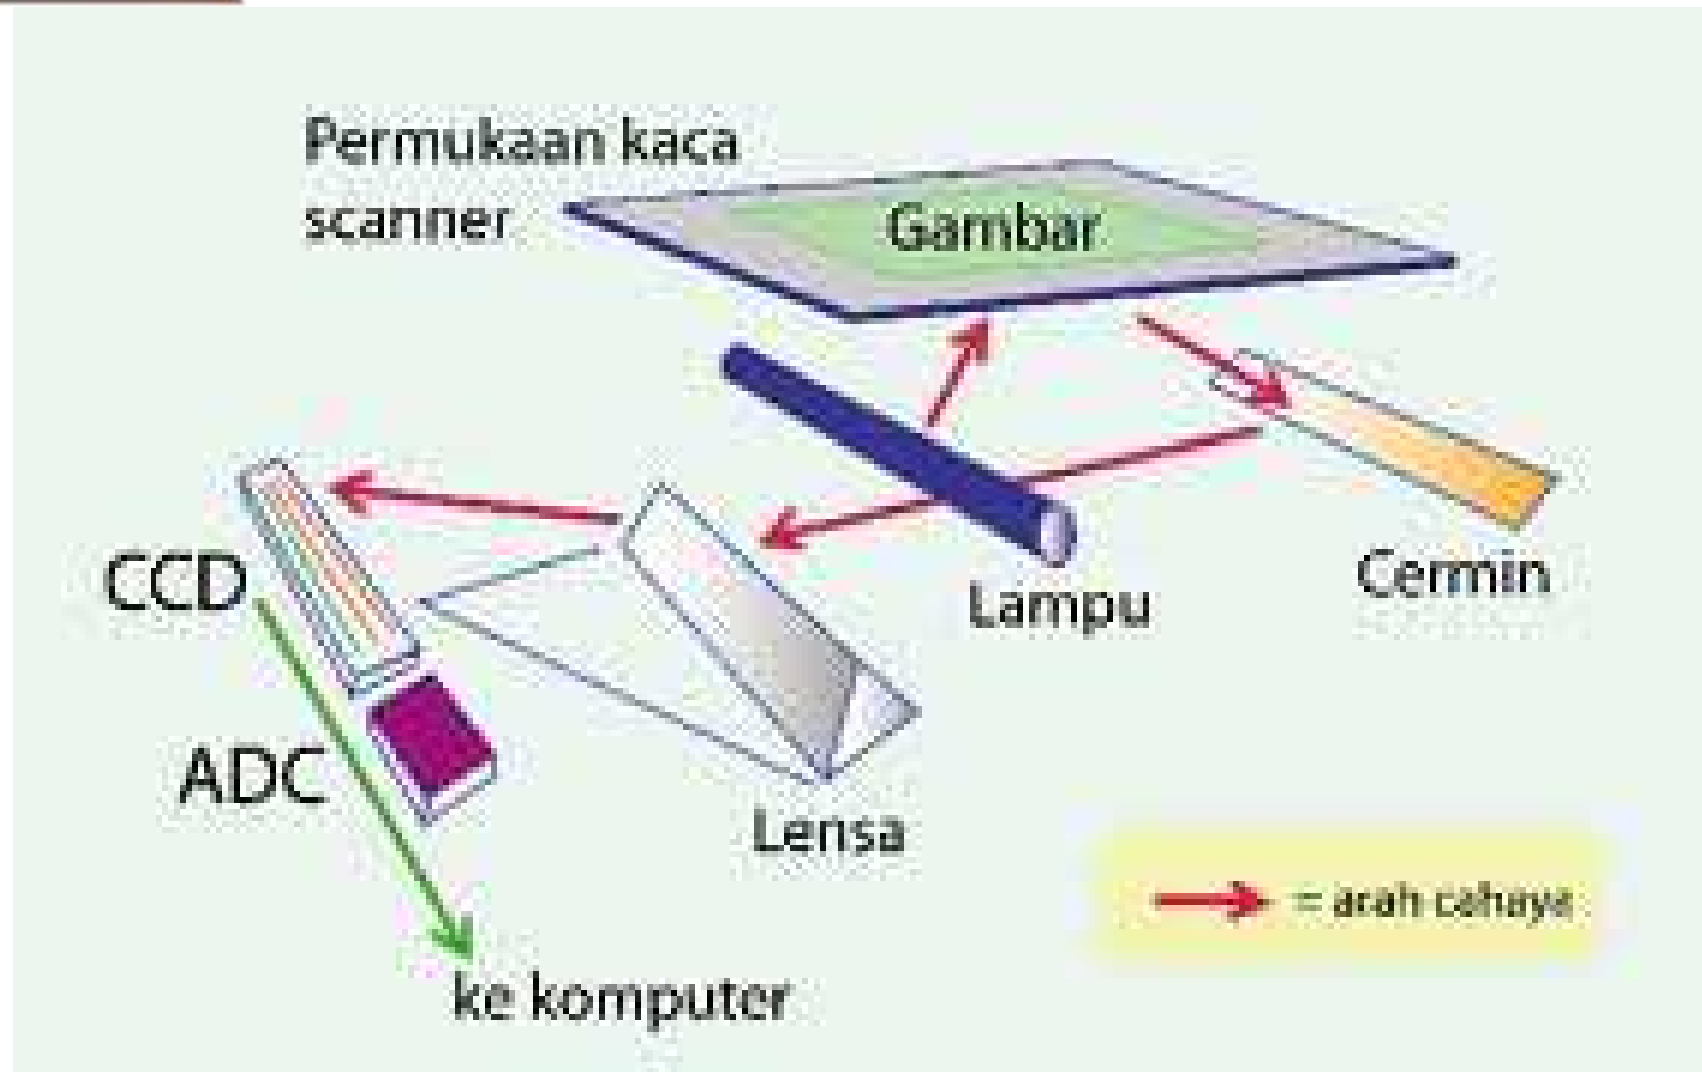 Permukaan kaca
scanner
Gambar
Cermin
Lampu
CCD
ADC
Lensa
= arah cahaya
ke komputer